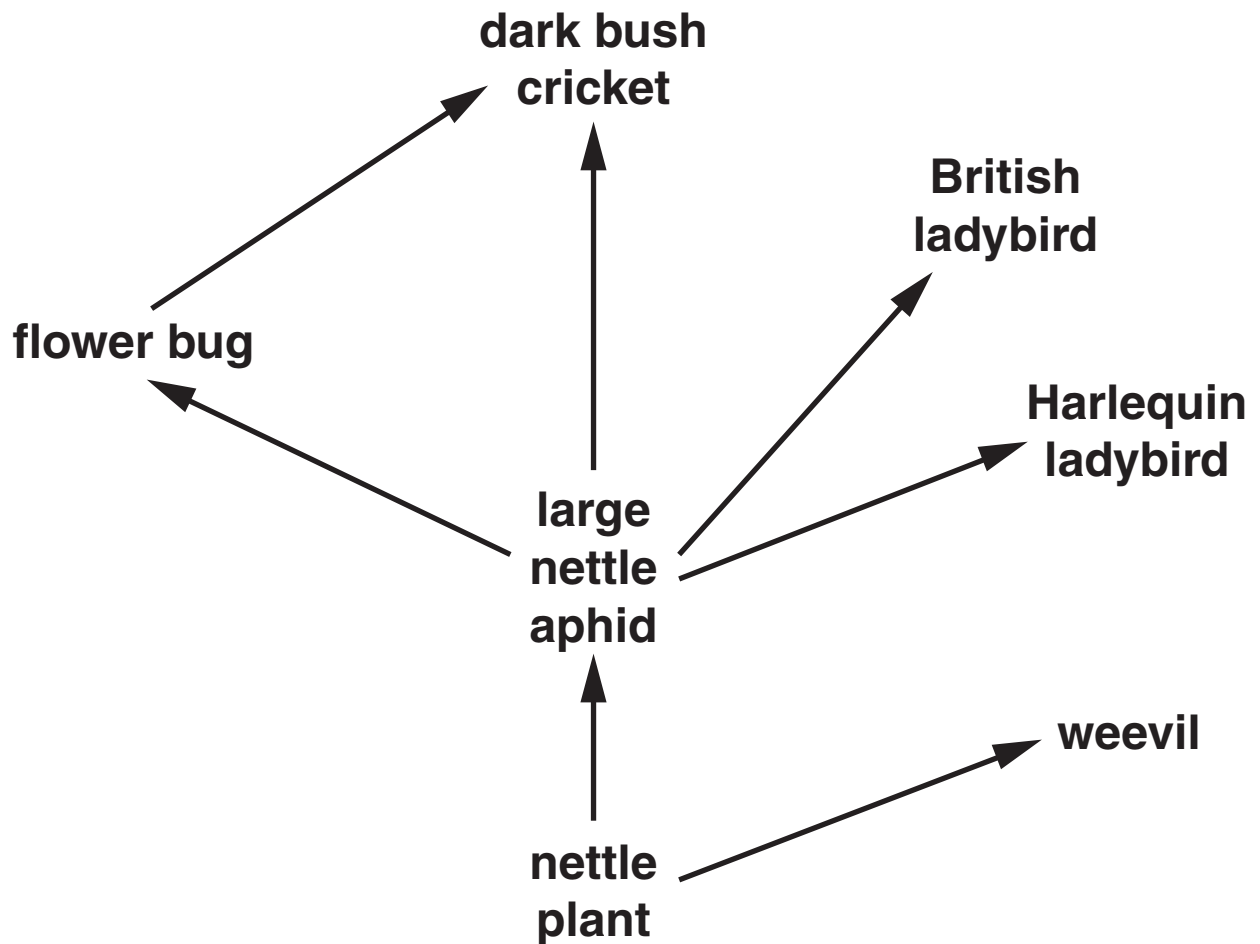 dark bush
cricket
British
ladybird
flower bug
Harlequin
ladybird
large
nettle
aphid
weevil
nettle
plant